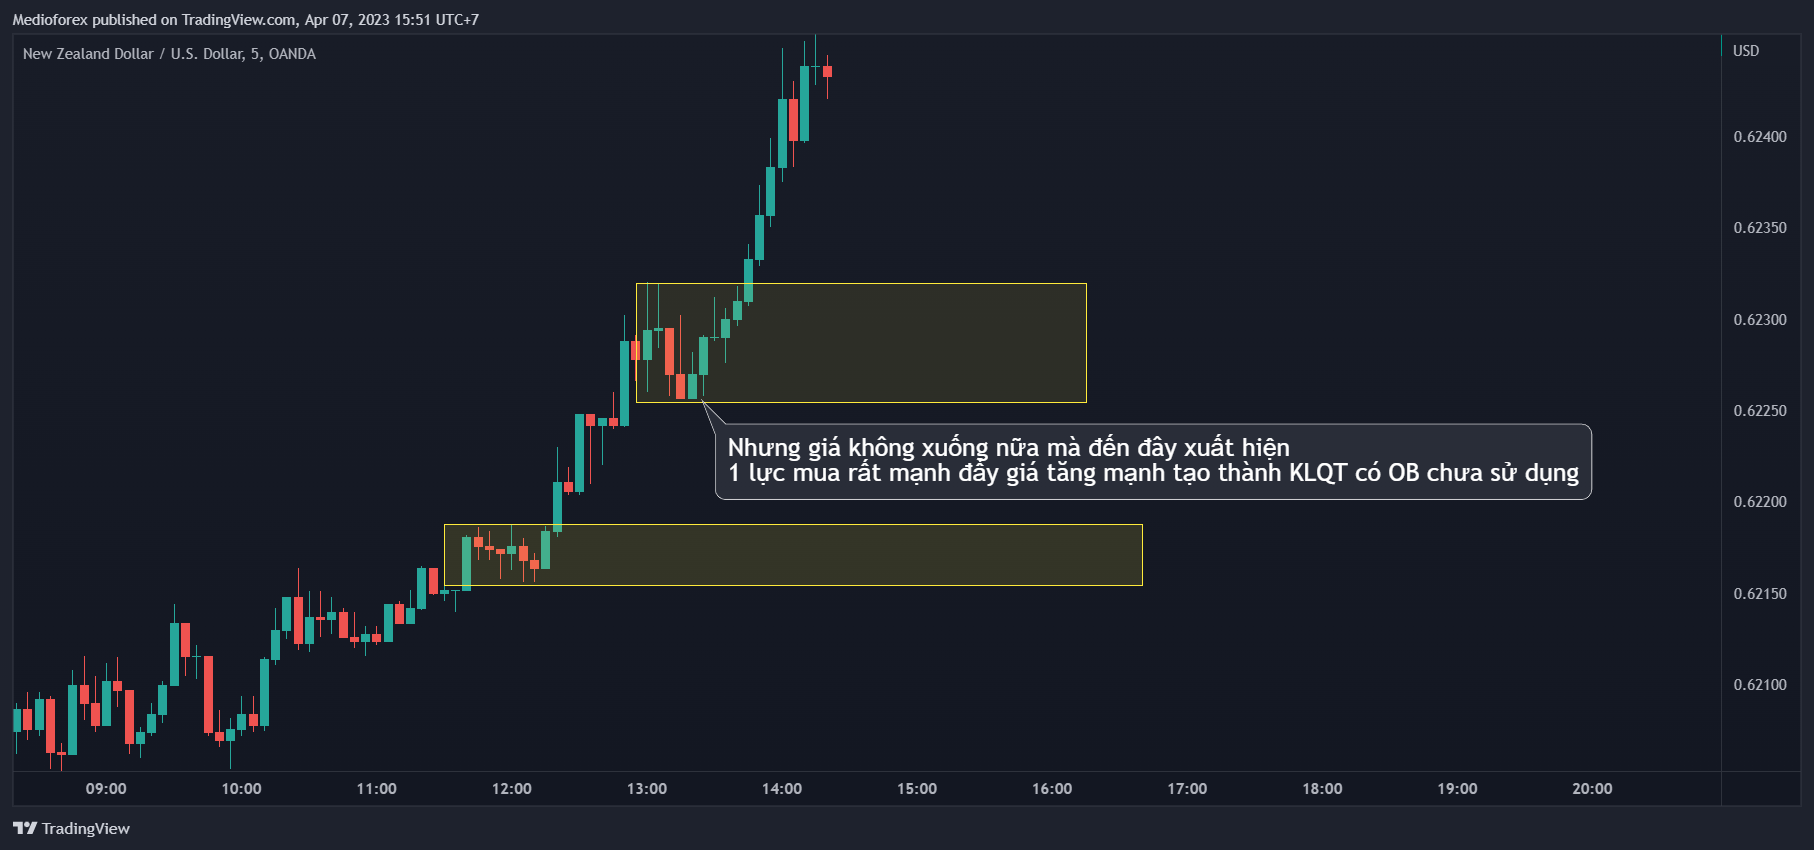 Medioforex published on TradingView.com, Apr 07, 2023 15:51 UTC+7
New Zealand Dollar / U.S. Dollar, 5, OANDA
USD
0.62400
0.62350
0.62300
0.62250
Nhưng giá không xuống nữa mà đến đây xuất hiện
1 lực mua rất mạnh đẩy giá tăng mạnh tạo thành KLQT có OB chưa sử dụng
0.62200
0.62150
0.62100
09:00 10:00 11:00 12:00 13:00 14:00 15:00 16:00 17:00 18:00 19:00 20:00
TradingView